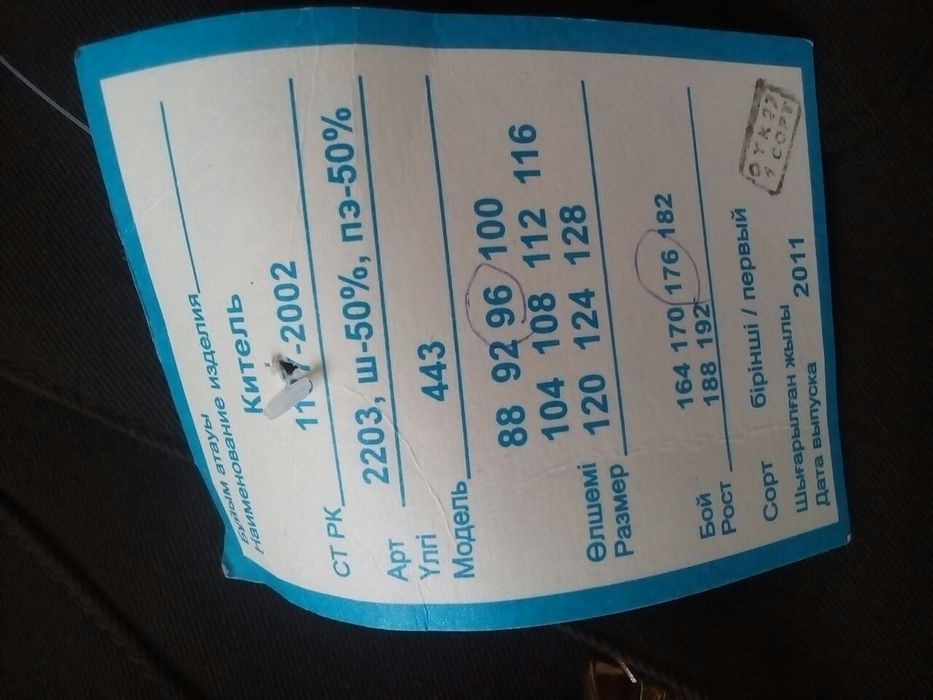 Бұйым атауы
Наименование изделия
Китель
СТ РК -2002
Арт 2203, ш-50%, пэ-50%
Үлгі
Модель 443
88 92 96 100
104 108 112 116
Өлшемі 120 124 128
Размер
164 170 176 182
Бой 188 192
Рост
Сорт бірінші / первый
Шығарылған жылы
Дата выпуска 2011